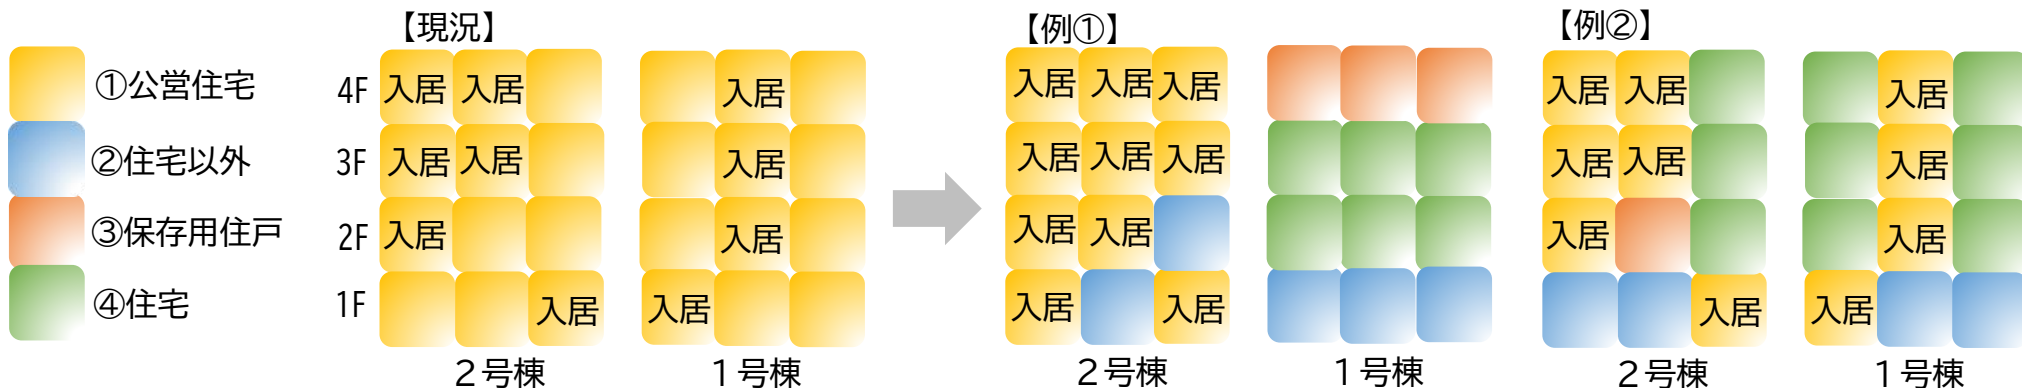 【現況】
【例①】
【例②】
①公営住宅
②住宅以外
③保存用住戸
④住宅
4F 入居 入居 入居 入居 入居 入居 入居 入居 入居
3F 入居 入居 入居 入居 入居 入居 入居 入居 入居
2F 入居 入居 入居 入居 入居 入居
1F 入居 入居 入居 入居 入居 入居
２号棟 １号棟 ２号棟 １号棟 ２号棟 １号棟